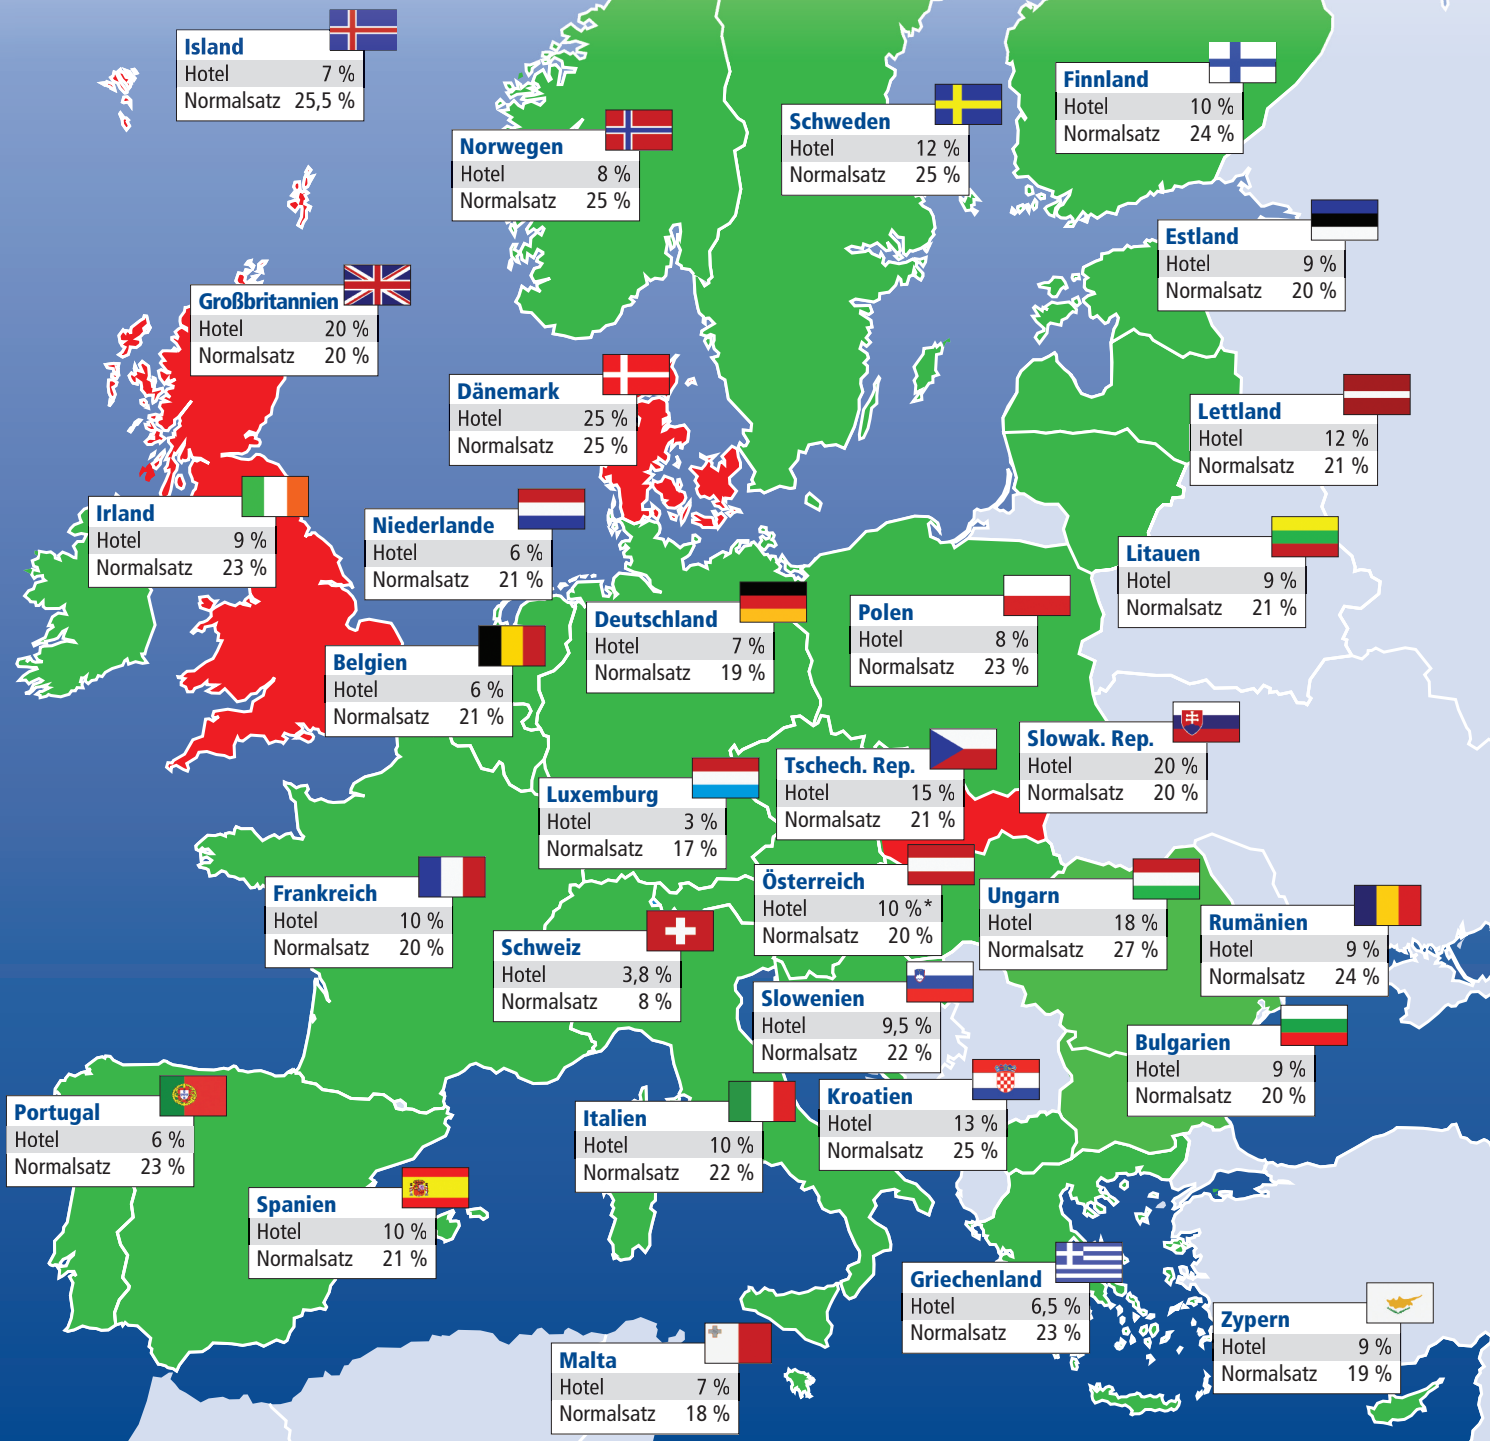 Island
Hotel 7 %
Normalsatz 25,5 %
Norwegen
Hotel 8 %
Normalsatz 25 %
Schweden
Hotel 12 %
Normalsatz 25 %
Finnland
Hotel 10 %
Normalsatz 24 %
Estland
Hotel 9 %
Normalsatz 20 %
Großbritannien
Hotel 20 %
Normalsatz 20 %
Dänemark
Hotel 25 %
Normalsatz 25 %
Lettland
Hotel 12 %
Normalsatz 21 %
Irland
Hotel 9 %
Normalsatz 23 %
Niederlande
Hotel 6 %
Normalsatz 21 %
Litauen
Hotel 9 %
Normalsatz 21 %
Deutschland
Hotel 7 %
Normalsatz 19 %
Polen
Hotel 8 %
Normalsatz 23 %
Belgien
Hotel 6 %
Normalsatz 21 %
Slowak. Rep.
Hotel 20 %
Normalsatz 20 %
Tschech. Rep.
Hotel 15 %
Normalsatz 21 %
Luxemburg
Hotel 3 %
Normalsatz 17 %
Frankreich
Hotel 10 %
Normalsatz 20 %
Österreich
Hotel 10 %*
Normalsatz 20 %
Ungarn
Hotel 18 %
Normalsatz 27 %
Rumänien
Hotel 9 %
Normalsatz 24 %
Schweiz
Hotel 3,8 %
Normalsatz 8 %
Slowenien
Hotel 9,5 %
Normalsatz 22 %
Bulgarien
Hotel 9 %
Normalsatz 20 %
Kroatien
Hotel 13 %
Normalsatz 25 %
Portugal
Hotel 6 %
Normalsatz 23 %
Italien
Hotel 10 %
Normalsatz 22 %
Spanien
Hotel 10 %
Normalsatz 21 %
Griechenland
Hotel 6,5 %
Normalsatz 23 %
Zypern
Hotel 9 %
Normalsatz 19 %
Malta
Hotel 7 %
Normalsatz 18 %